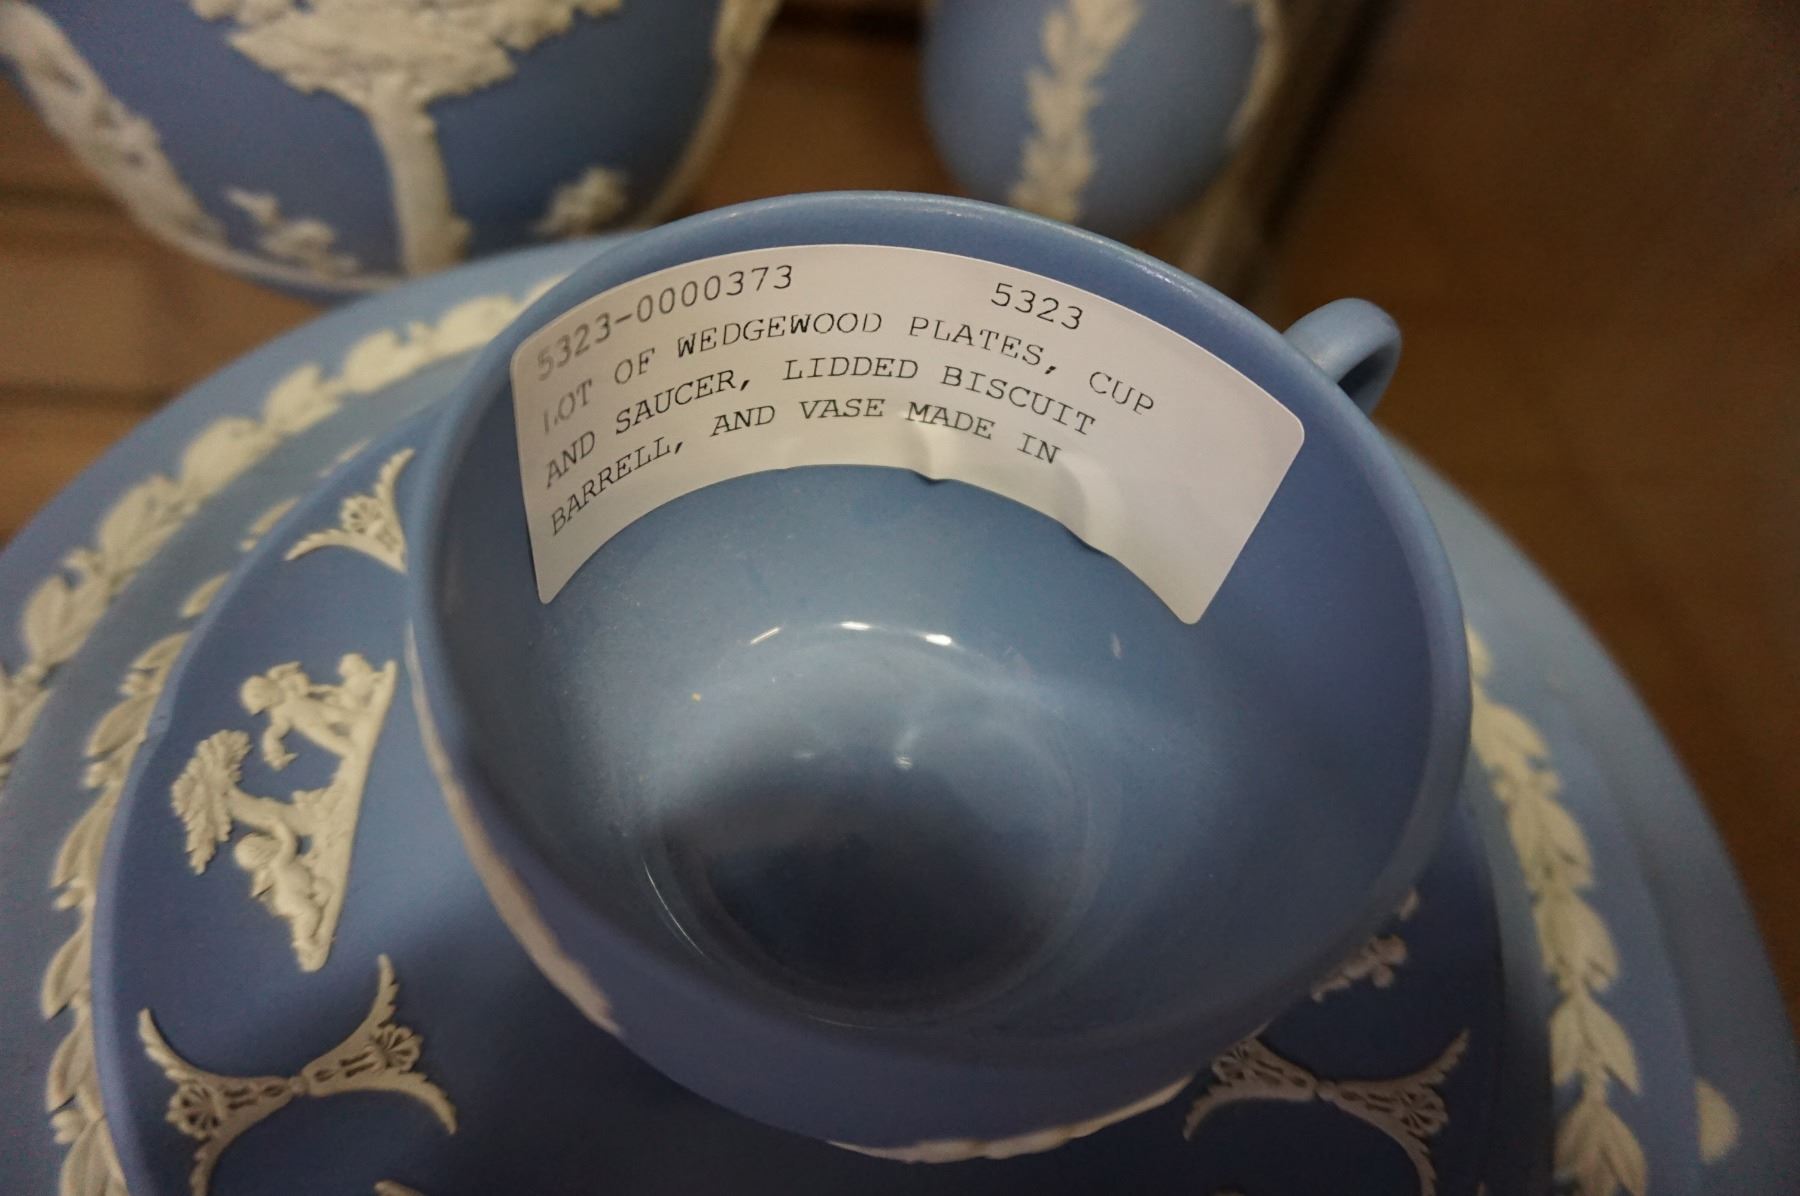 5323-0000373 5323
LOT OF WEDGEWOOD PLATES, CUP
AND SAUCER, LIDDED BISCUIT
BARRELL, AND VASE MADE IN